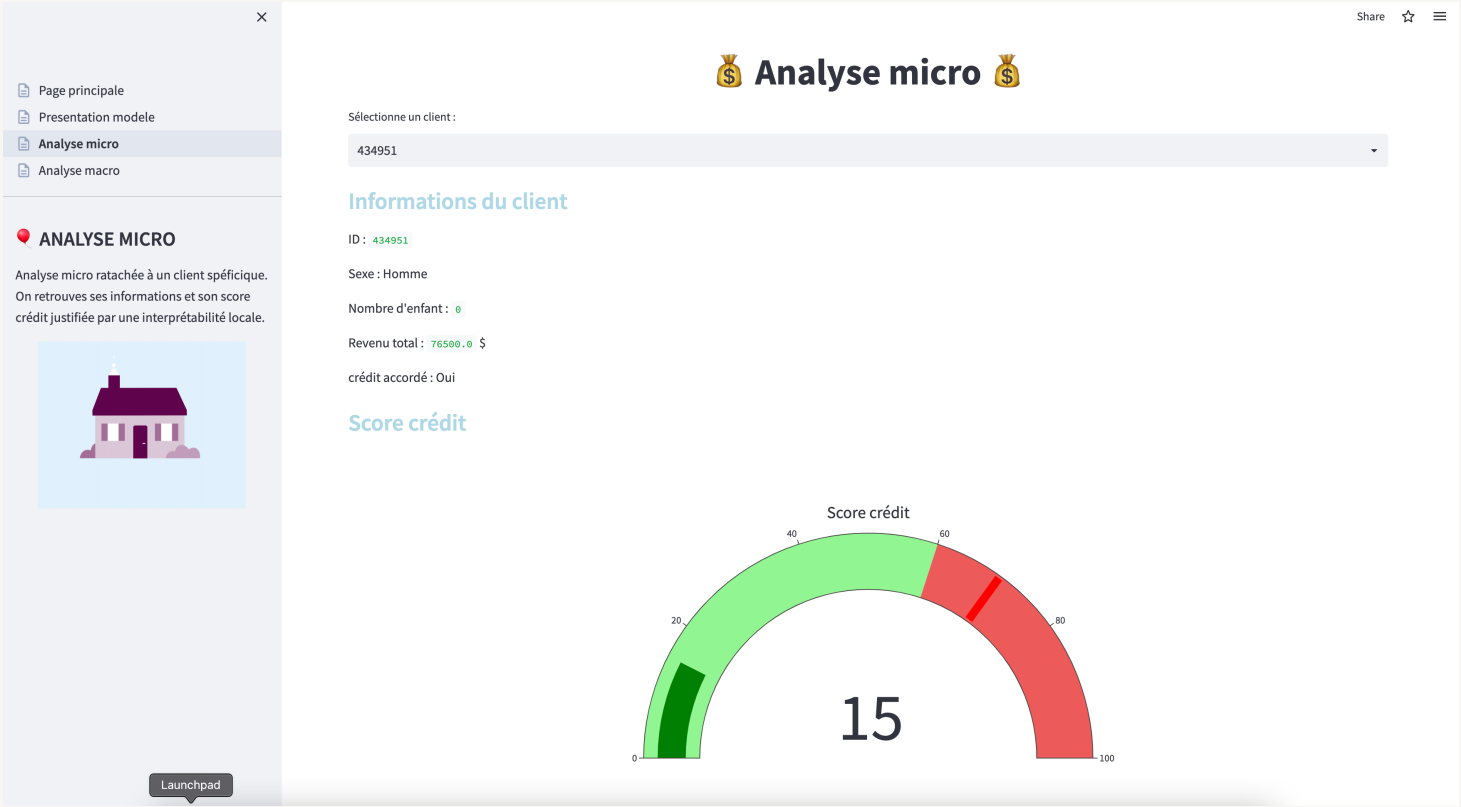 Share
Page principale
Presentation modele
Analyse micro
Analyse macro
ANALYSE MICRO
Analyse micro ratachée à un client spéficique.
On retrouves ses informations et son score
crédit justifiée par une interprétabilité locale.
Launchpad
Analyse micro
Sélectionne un client :
434951
Informations du client
ID : 434951
Sexe : Homme
Nombre d'enfant : 0
Revenu total : 76500.0 $
crédit accordé : Oui
Score crédit
Score crédit
0
20
40
60
80
100
15